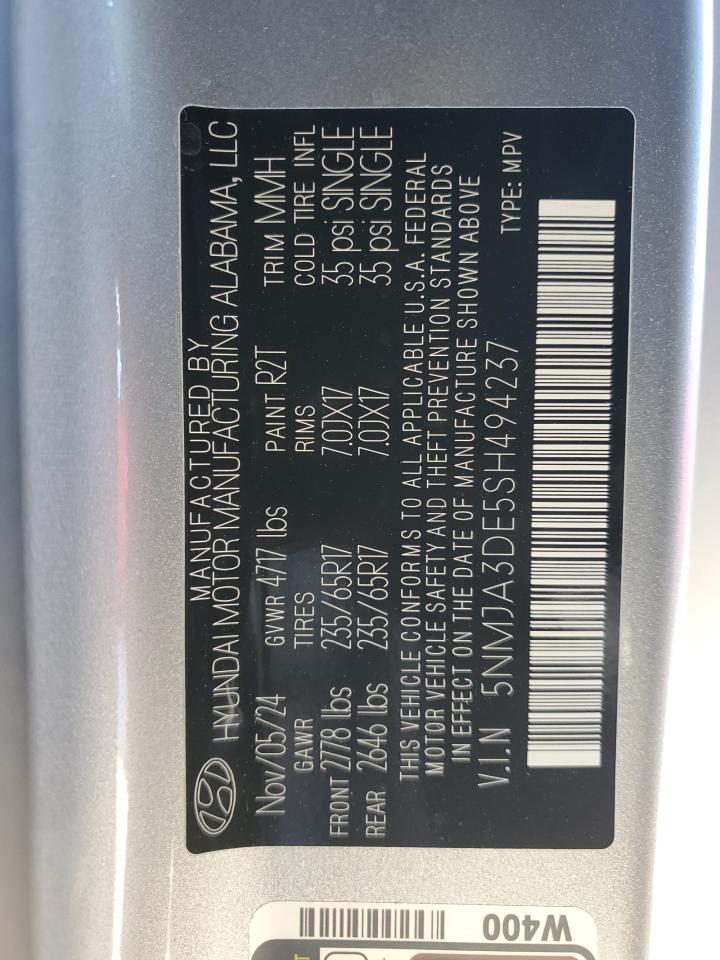 MANUFACTURED BY
HYUNDAI MOTOR MANUFACTURING ALABAMA, LLC
Nov/05/24 GVWR 4717 lbs PAINT R2T TRIM MMH
GAWR TIRES RIMS COLD TIRE INFL
FRONT 2778 lbs 235/65R17 7.0JX17 35 psi SINGLE
REAR 2646 lbs 235/65R17 7.0JX17 35 psi SINGLE
THIS VEHICLE CONFORMS TO ALL APPLICABLE U.S.A. FEDERAL
MOTOR VEHICLE SAFETY AND THEFT PREVENTION STANDARDS
IN EFFECT ON THE DATE OF MANUFACTURE SHOWN ABOVE
V.I.N 5NMJA3DE5SH494237 TYPE: MPV
W400